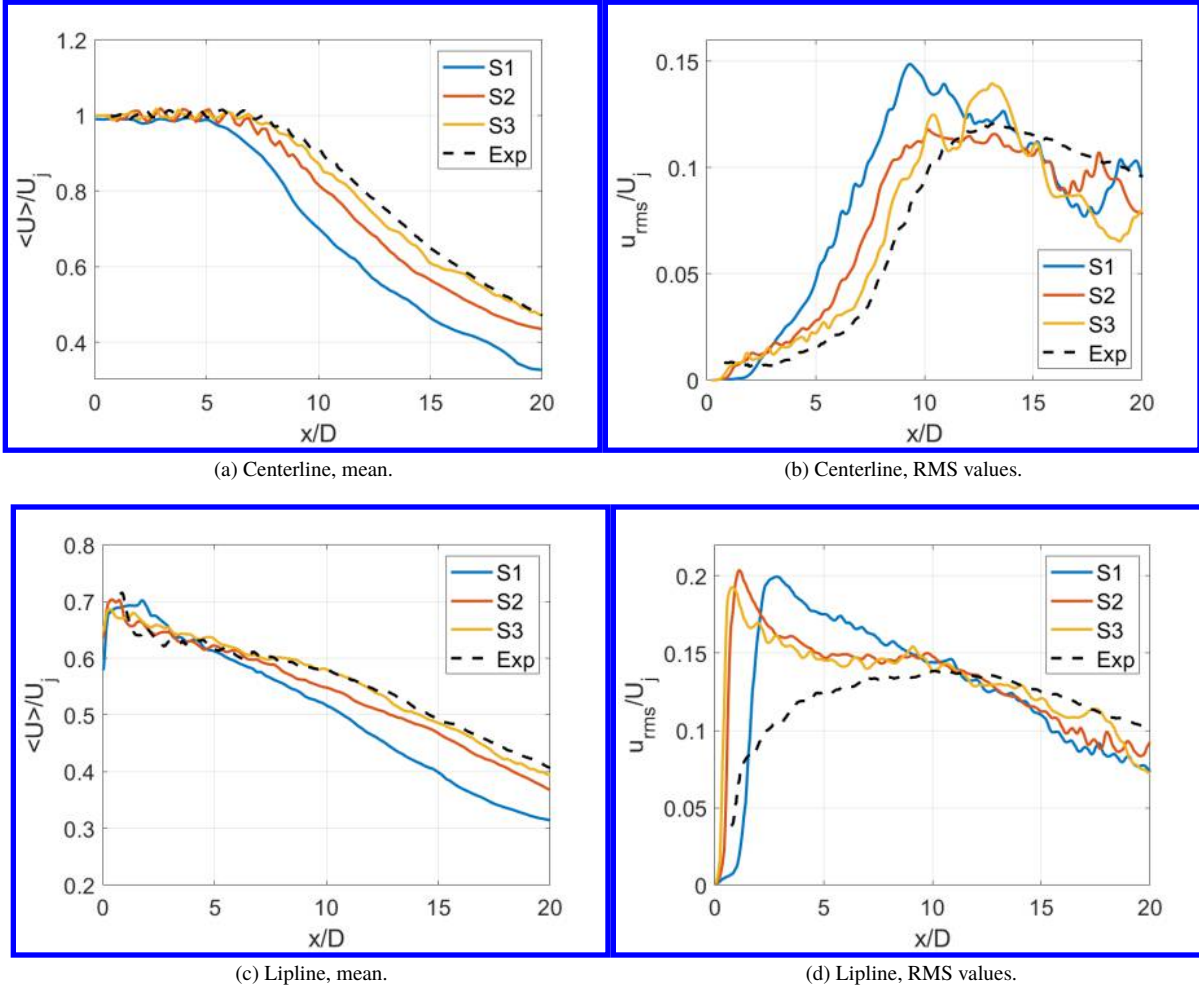 1.2
1
0.8
0.6
0.4
<U>/U_j
0 5 10 15 20
x/D
S1
S2
S3
Exp
(a) Centerline, mean.
0.15
0.1
0.05
0
u_rms/U_j
0 5 10 15 20
x/D
S1
S2
S3
Exp
(b) Centerline, RMS values.
0.8
0.7
0.6
0.5
0.4
0.3
0.2
<U>/U_j
0 5 10 15 20
x/D
S1
S2
S3
Exp
(c) Lipline, mean.
0.2
0.15
0.1
0.05
0
u_rms/U_j
0 5 10 15 20
x/D
S1
S2
S3
Exp
(d) Lipline, RMS values.